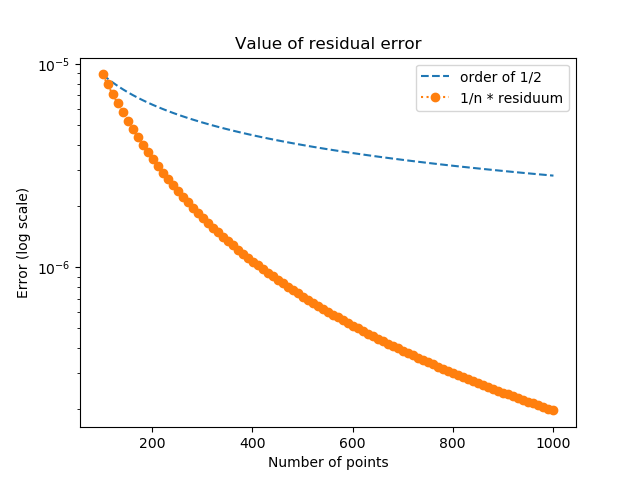 Value of residual error
order of 1/2
1/n * residuum
10⁻⁵
10⁻⁶
Error (log scale)
200 400 600 800 1000
Number of points